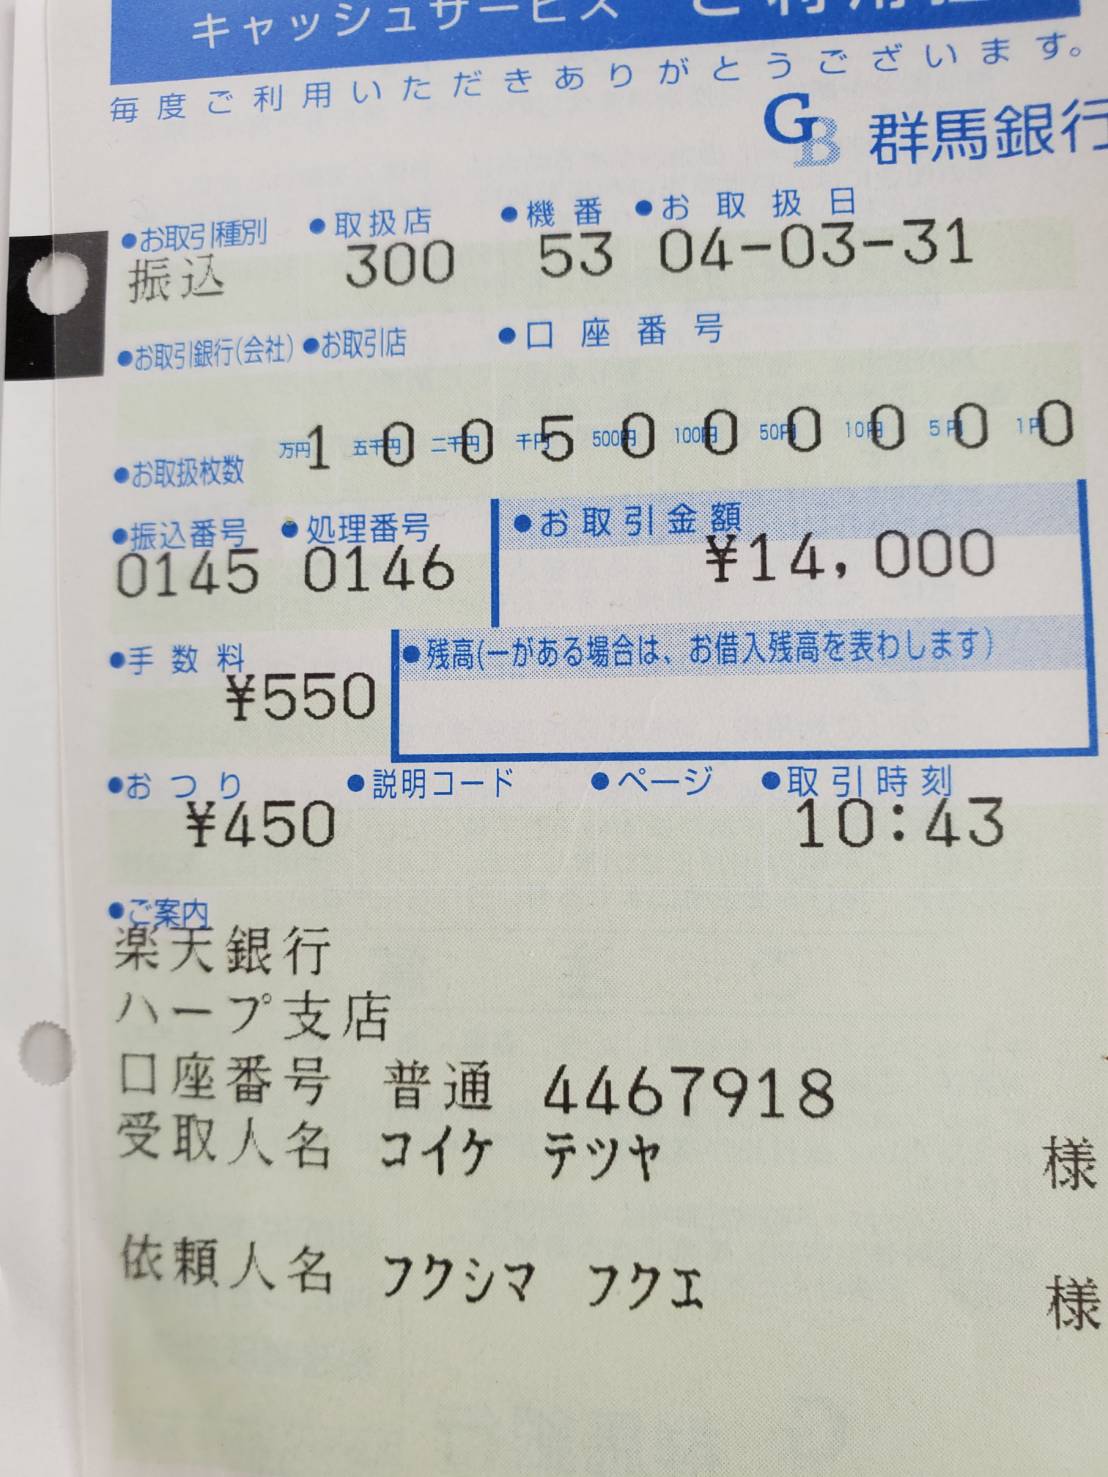 キャッシュサービス ご利用
毎度ご利用いただきありがとうございます。
GB 群馬銀行
●お取引種別 ●取扱店 ●機番 ●お取扱日
振込 300 53 04-03-31
●お取引銀行(会社) ●お取引店 ●口座番号
●お取扱枚数 万円1 五千円0 二千円0 千円5 500円0 100円0 50円0 10円0 5円0 1円0
●振込番号 ●処理番号 ●お取引金額
0145 0146 ¥14,000
●手数料 ●残高(ーがある場合は、お借入残高を表わします)
¥550
●おつり ●説明コード ●ページ ●取引時刻
¥450 10:43
●ご案内
楽天銀行
ハープ支店
口座番号 普通 4467918
受取人名 コイケ テツヤ 様
依頼人名 フクシマ フクエ 様